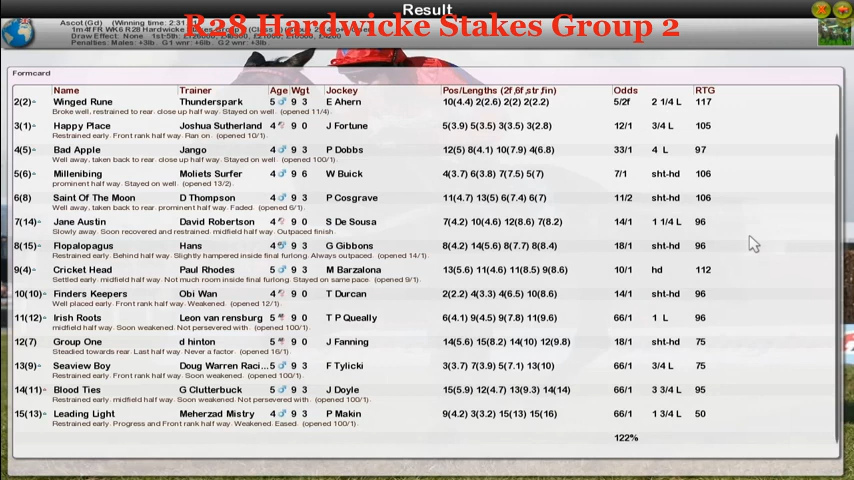 Result
R28 Hardwicke Stakes Group 2
Ascot (Gd) (Winning time: 2:31
1m4f FR WK6 R28 Hardwicke Stakes
Draw Effect: None
Penalties: Males: +3lb. G1 wnr: +6lb. G2 wnr: +3lb.
Formcard
Name Trainer Age Wgt Jockey Pos/Lengths (2f,6f,str,fin) Odds RTG
2(2) Winged Rune Thunderspark 5 9 3 E Ahern 10(4.4) 2(2.6) 2(2) 2(2.2) 5/2f 2 1/4 L 117
Broke well, restrained to rear. close up half way. Stayed on well. (opened 11/4)
3(1) Happy Place Joshua Sutherland 4 9 0 J Fortune 5(3.9) 5(3.5) 3(3.5) 3(2.8) 12/1 3/4 L 105
Restrained early. Front rank half way. Ran on. (opened 10/1)
4(5) Bad Apple Jango 4 9 3 P Dobbs 12(5) 8(4.1) 10(7.9) 4(6.8) 33/1 4 L 97
Well away, taken back to rear. close up half way. Stayed on well. (opened 100/1)
5(6) Millenibing Moliets Surfer 4 9 6 W Buick 4(3.7) 6(3.8) 7(7.5) 5(7) 7/1 sht-hd 106
prominent half way. Stayed on well. (opened 13/2)
6(8) Saint Of The Moon D Thompson 4 9 3 P Cosgrave 11(4.7) 13(5) 6(7.4) 6(7) 11/2 sht-hd 106
Well away, taken back to rear. prominent half way. Faded. (opened 6/1)
7(14) Jane Austin David Robertson 4 9 0 S De Sousa 7(4.2) 10(4.6) 12(8.6) 7(8.2) 14/1 1 1/4 L 96
Slowly away. Soon recovered and restrained. midfield half way. Outpaced finish.
8(15) Flopalopagus Hans 4 9 3 G Gibbons 8(4.2) 14(5.6) 8(7.7) 8(8.4) 18/1 sht-hd 96
Restrained early. Behind half way. Slightly hampered inside final furlong. Always outpaced. (opened 14/1)
9(4) Cricket Head Paul Rhodes 5 9 3 M Barzalona 13(5.6) 11(4.6) 11(8.5) 9(8.6) 10/1 hd 112
Settled early. midfield half way. Not much room inside final furlong. Stayed on same pace. (opened 9/1)
10(10) Finders Keepers Obi Wan 4 9 0 T Durcan 2(2.2) 4(3.3) 4(6.5) 10(8.6) 14/1 sht-hd 96
Well placed early. Front rank half way. Weakened. (opened 12/1)
11(12) Irish Roots Leon van rensburg 5 9 0 T P Queally 6(4.1) 9(4.5) 9(7.8) 11(9.6) 66/1 1 L 96
midfield half way. Soon weakened. Not persevered with. (opened 100/1)
12(7) Group One d hinton 5 9 0 J Fanning 14(5.6) 15(8.2) 14(10) 12(9.8) 18/1 sht-hd 75
Steadied towards rear. Last half way. Never a factor. (opened 16/1)
13(9) Seaview Boy Doug Warren Raci... 5 9 3 F Tylicki 3(3.7) 7(3.9) 5(7.1) 13(10) 66/1 3/4 L 75
Restrained early. Front rank half way. Soon weakened. (opened 100/1)
14(11) Blood Ties G Clutterbuck 5 9 3 J Doyle 15(5.9) 12(4.7) 13(9.3) 14(14) 66/1 3 3/4 L 95
Restrained early. midfield half way. Soon weakened. Not persevered with. (opened 100/1)
15(13) Leading Light Meherzad Mistry 4 9 3 P Makin 9(4.2) 3(3.2) 15(13) 15(16) 66/1 1 3/4 L 50
Restrained early. Progress and Front rank half way. Weakened. Eased. (opened 100/1)
122%